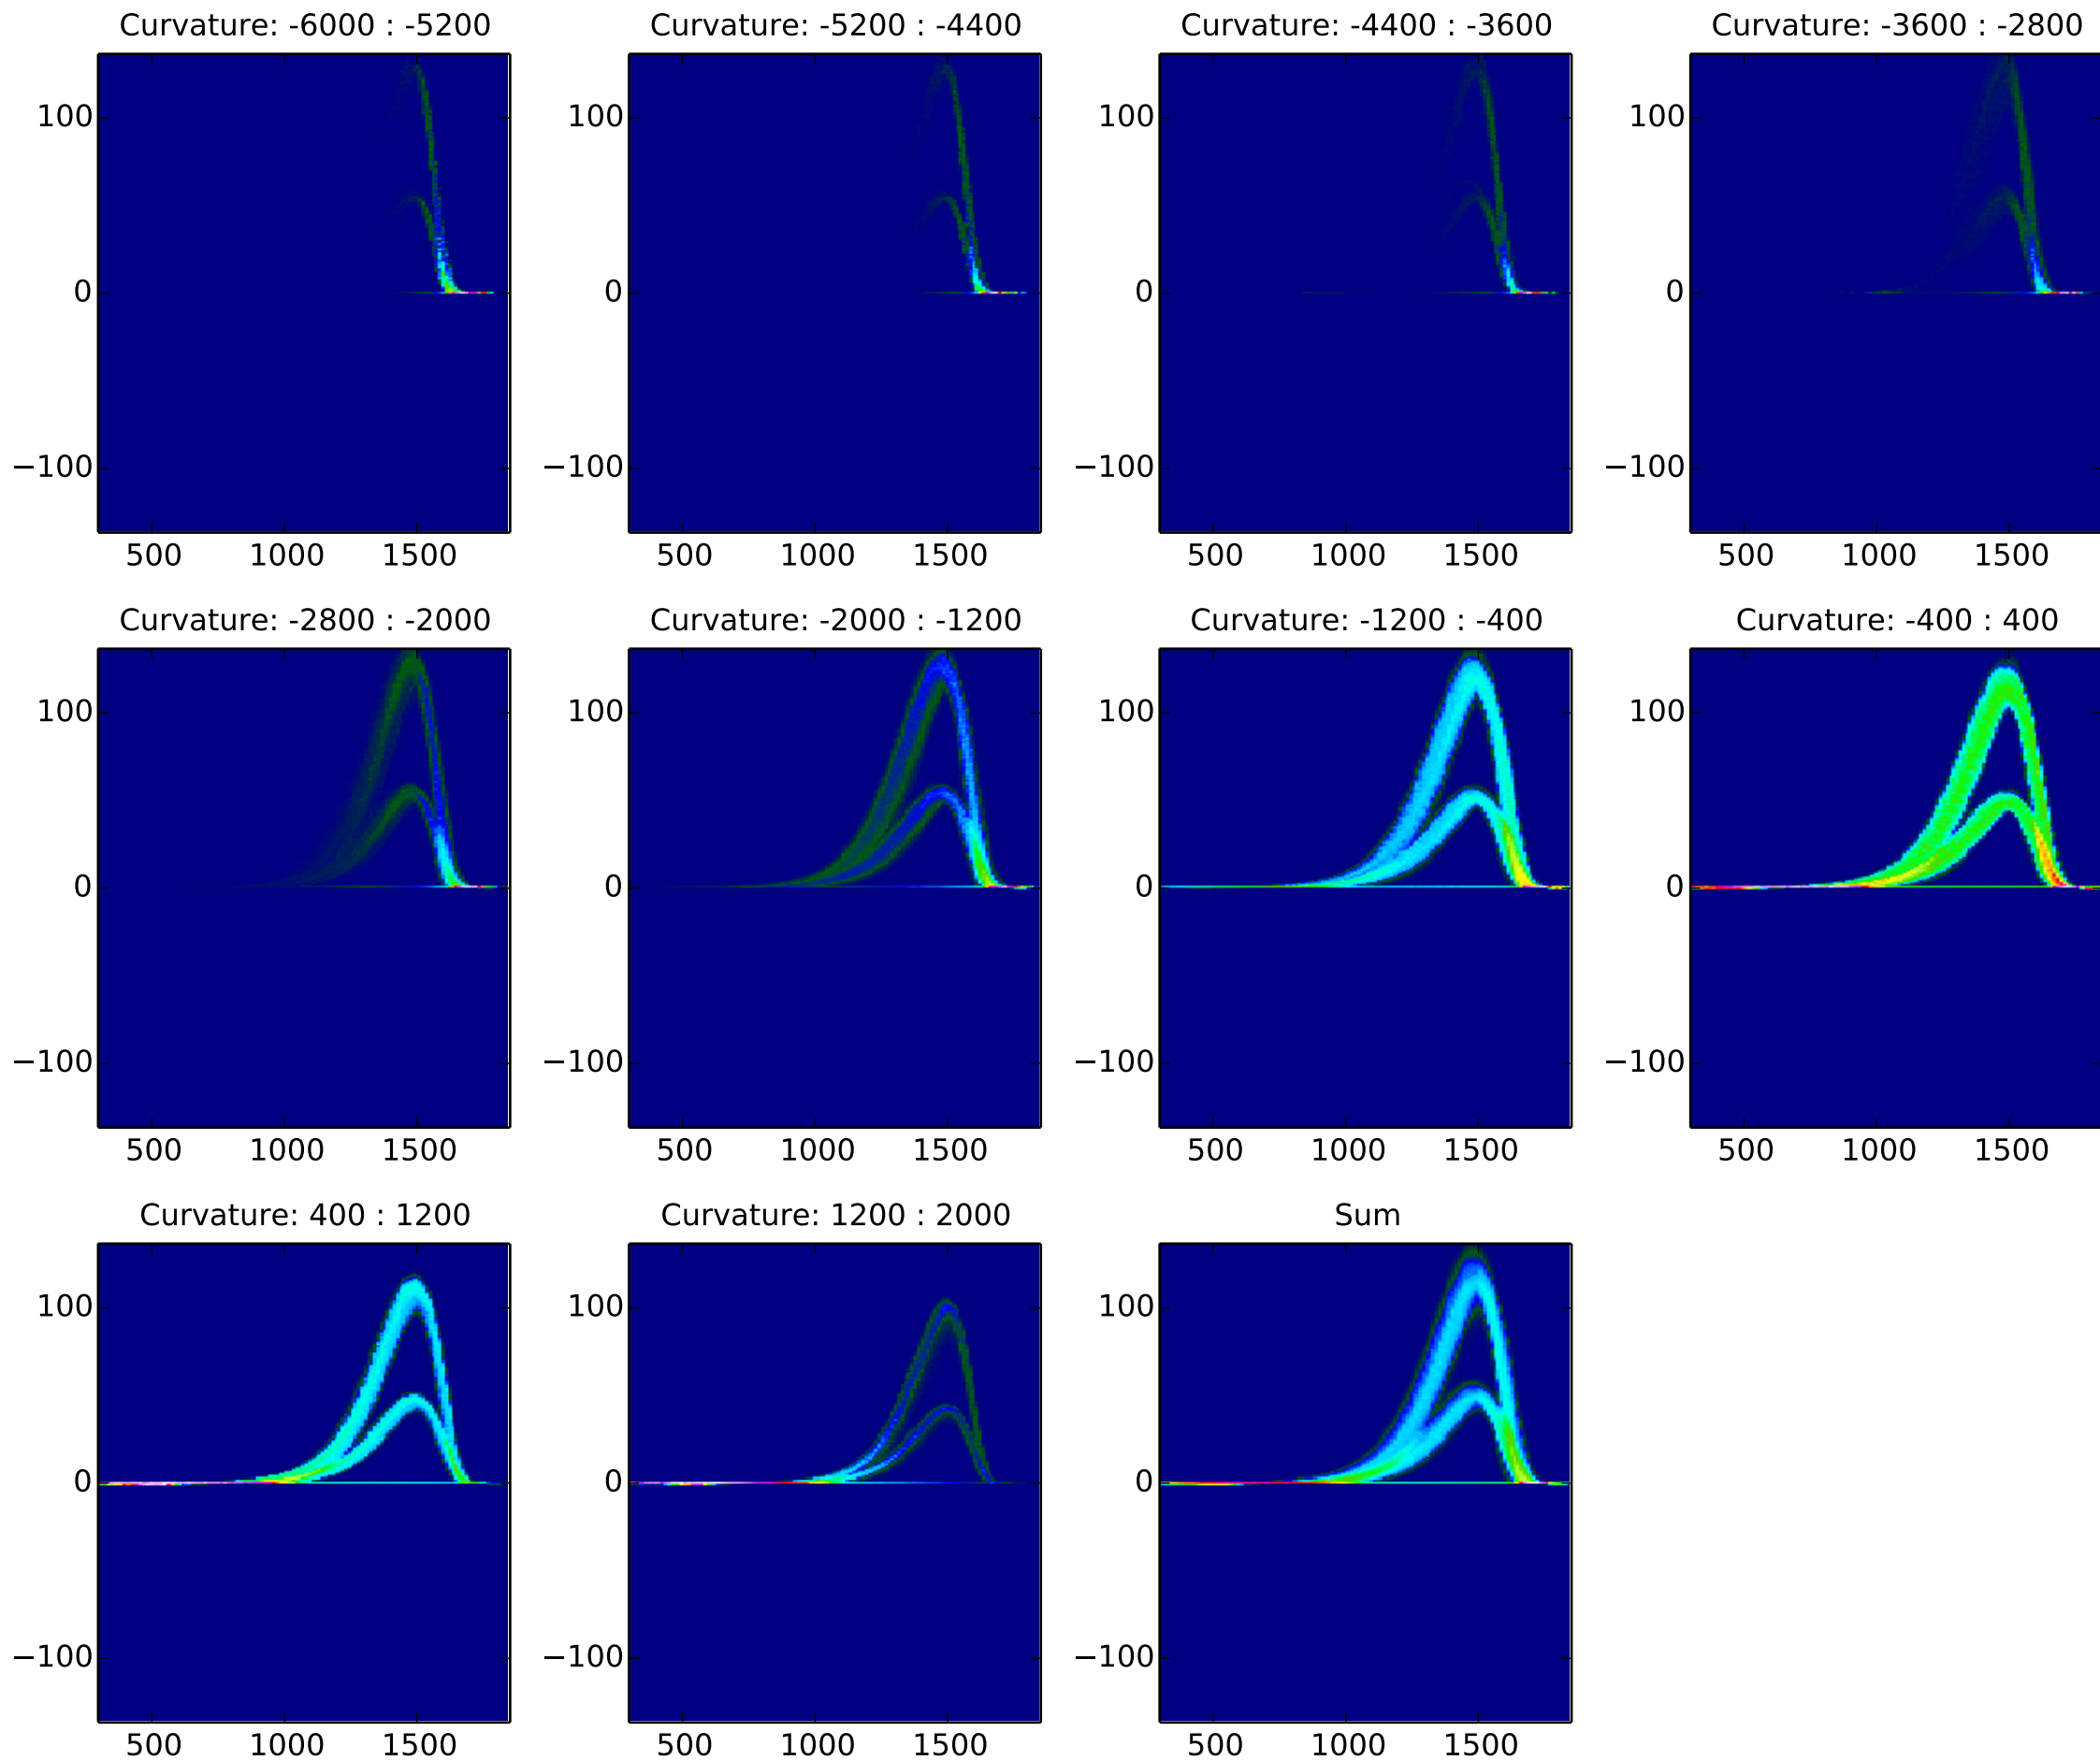 Curvature: -6000 : -5200
Curvature: -5200 : -4400
Curvature: -4400 : -3600
Curvature: -3600 : -2800
100 100 100 100
0 0 0 0
−100 −100 −100 −100
500 1000 1500 500 1000 1500 500 1000 1500 500 1000 1500
Curvature: -2800 : -2000
Curvature: -2000 : -1200
Curvature: -1200 : -400
Curvature: -400 : 400
100 100 100 100
0 0 0 0
−100 −100 −100 −100
500 1000 1500 500 1000 1500 500 1000 1500 500 1000 1500
Curvature: 400 : 1200
Curvature: 1200 : 2000
Sum
100 100 100
0 0 0
−100 −100 −100
500 1000 1500 500 1000 1500 500 1000 1500